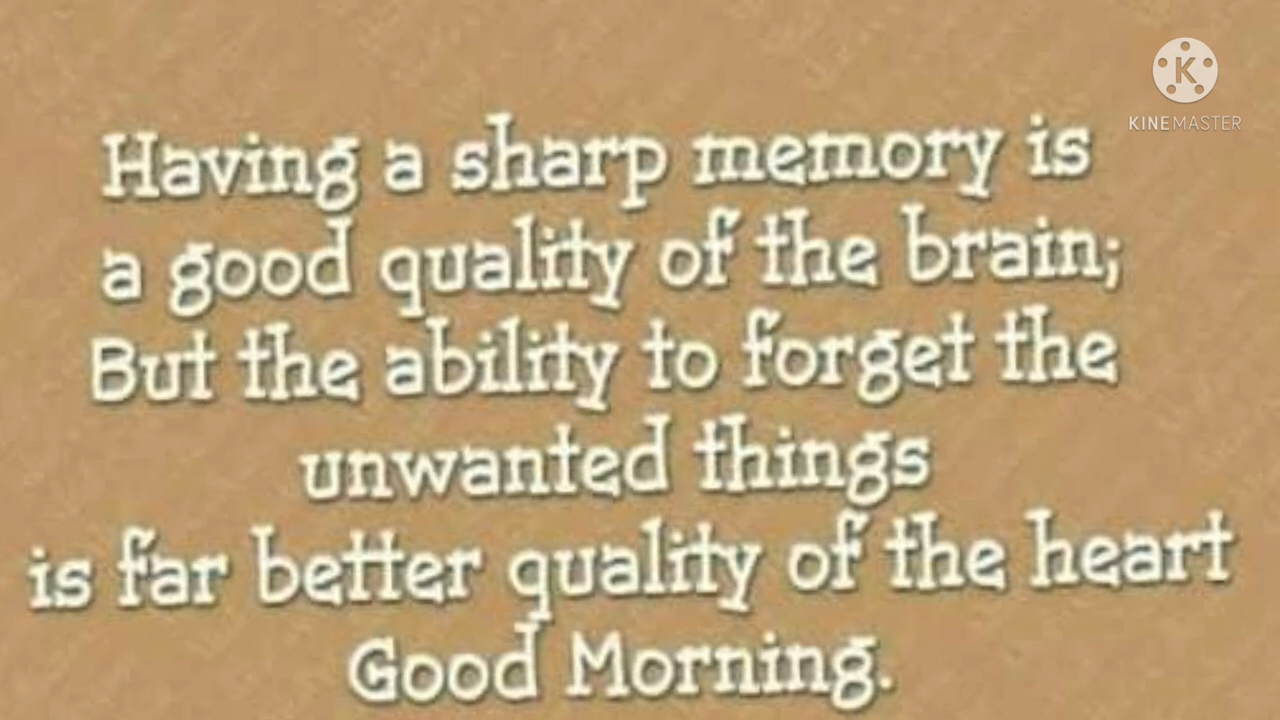 KINEMASTER
Having a sharp memory is
a good quality of the brain;
But the ability to forget the
unwanted things
is far better quality of the heart
Good Morning.